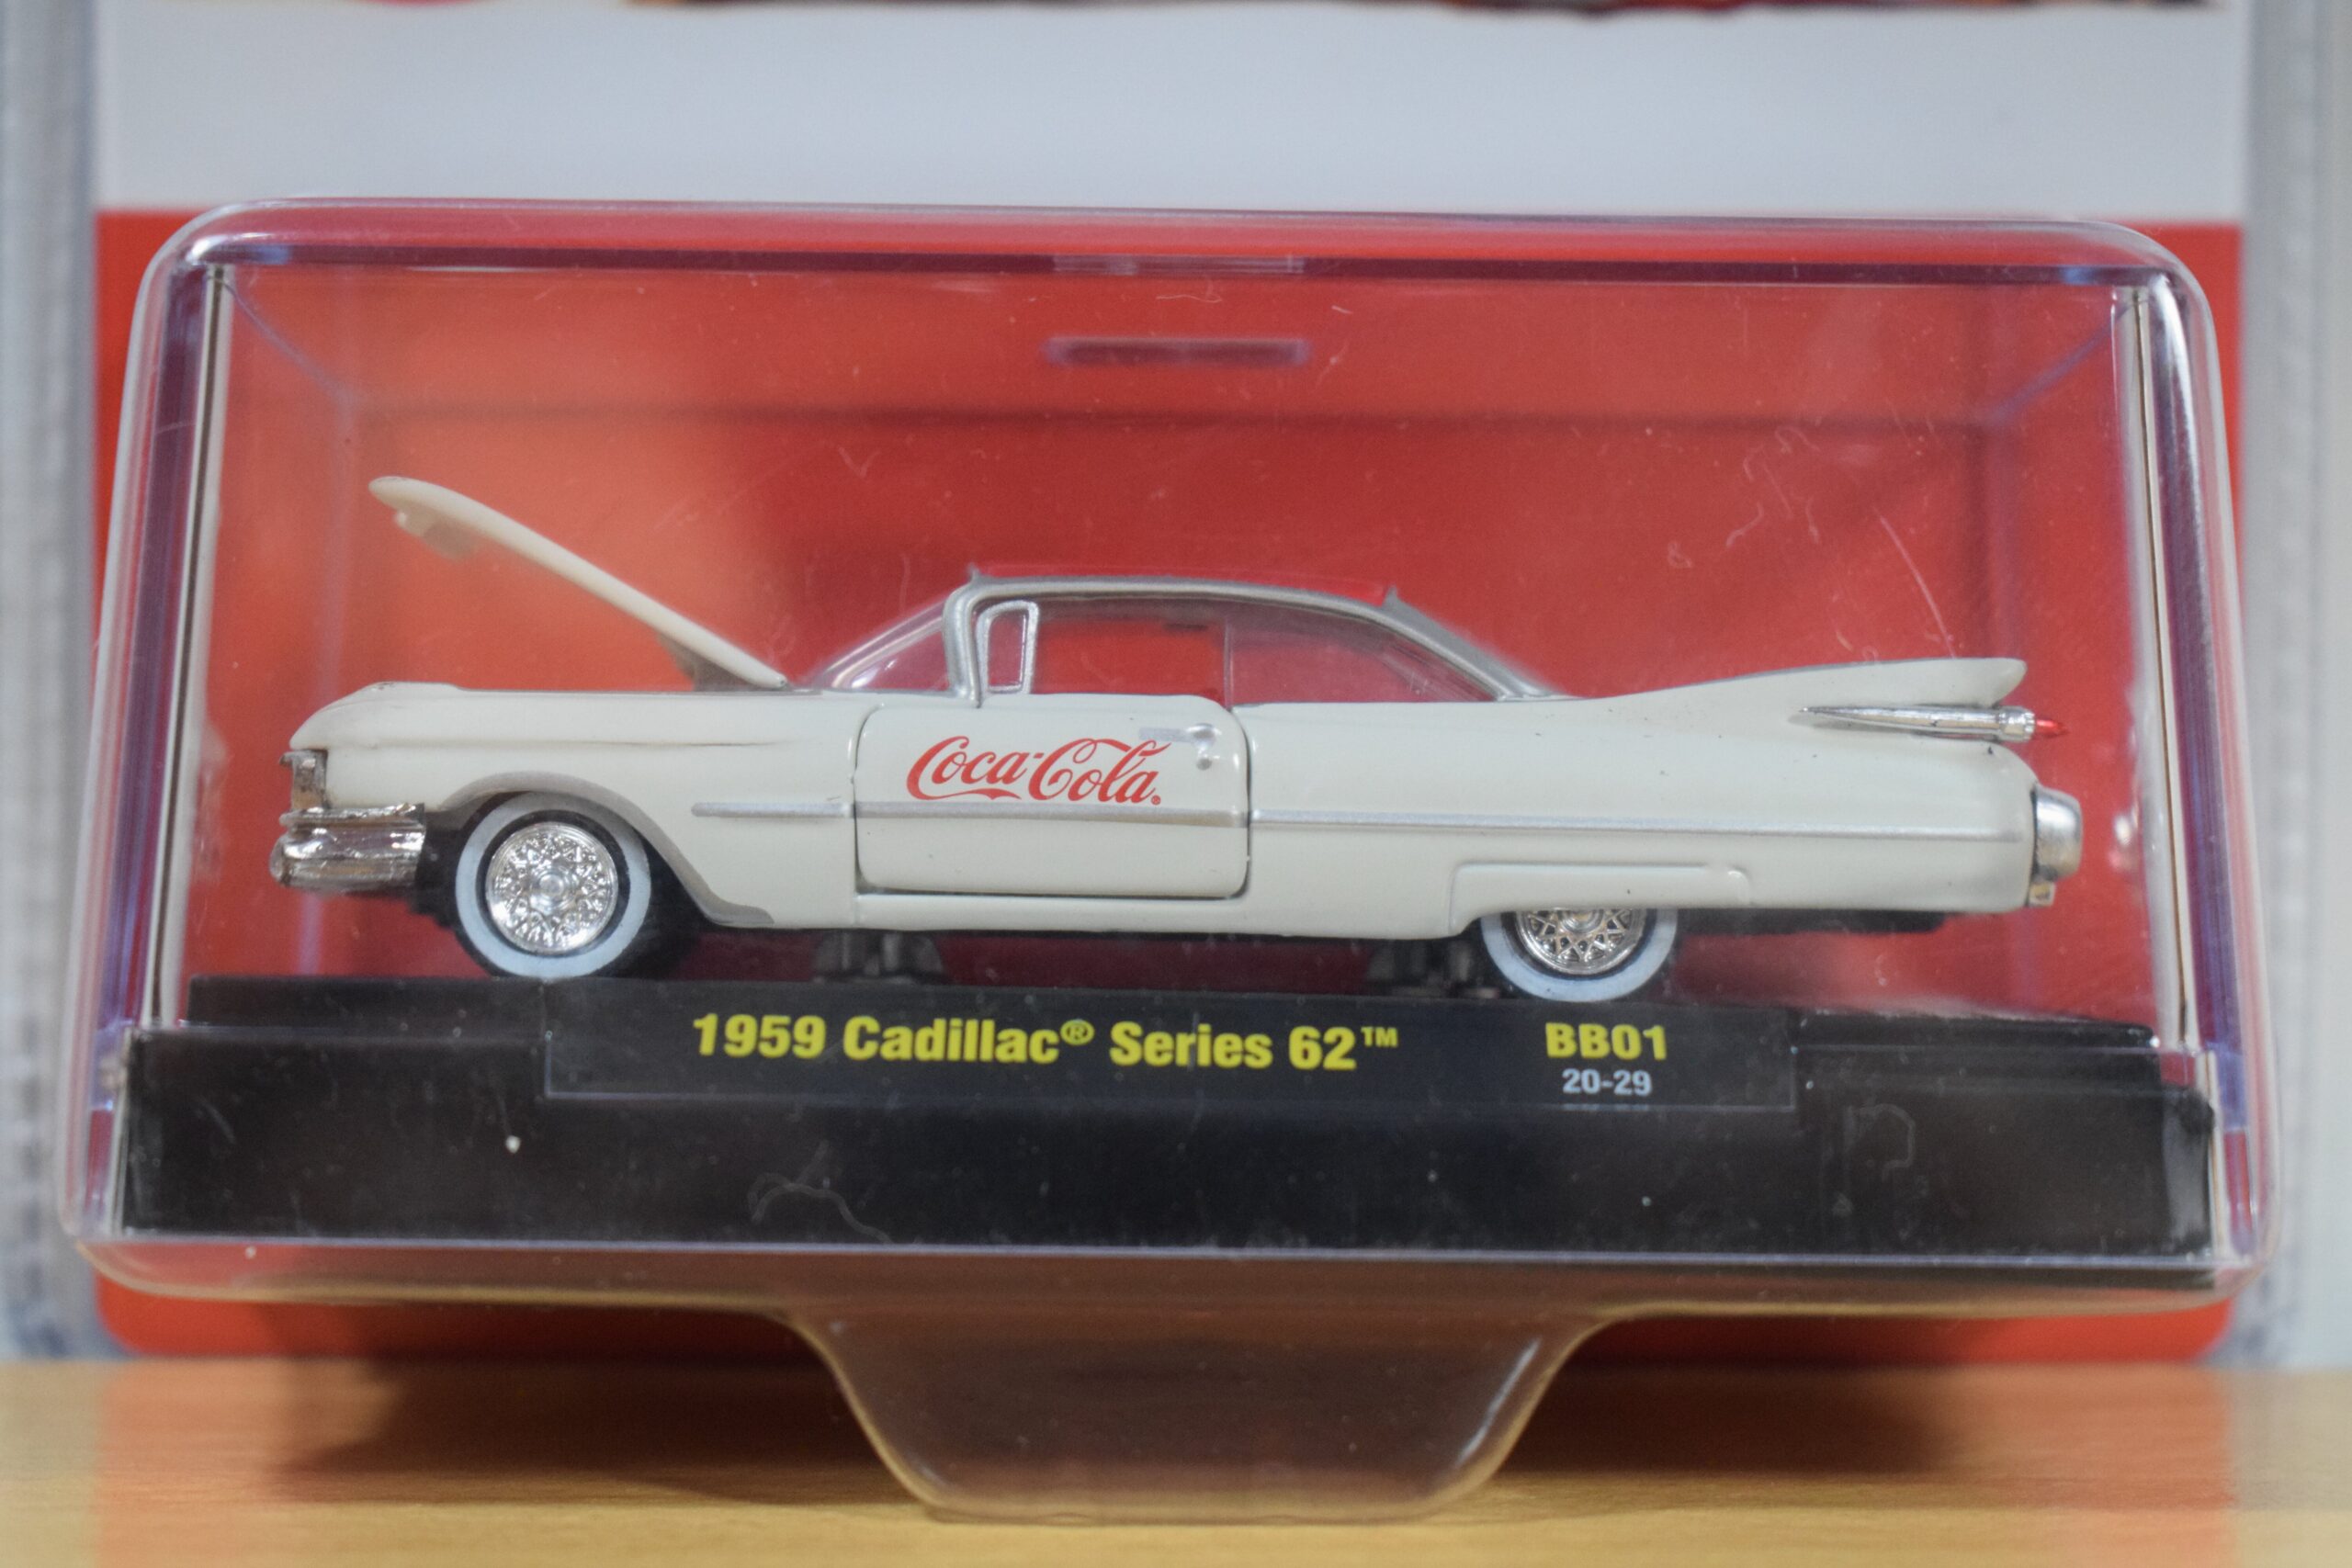 Coca-Cola
1959 Cadillac® Series 62™ BB01
20-29